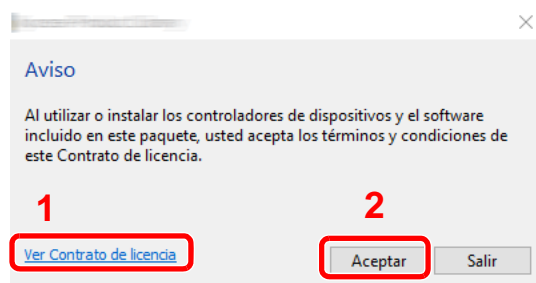 Aviso
Al utilizar o instalar los controladores de dispositivos y el software
incluido en este paquete, usted acepta los términos y condiciones de
este Contrato de licencia.
1
2
Ver Contrato de licencia
Aceptar
Salir